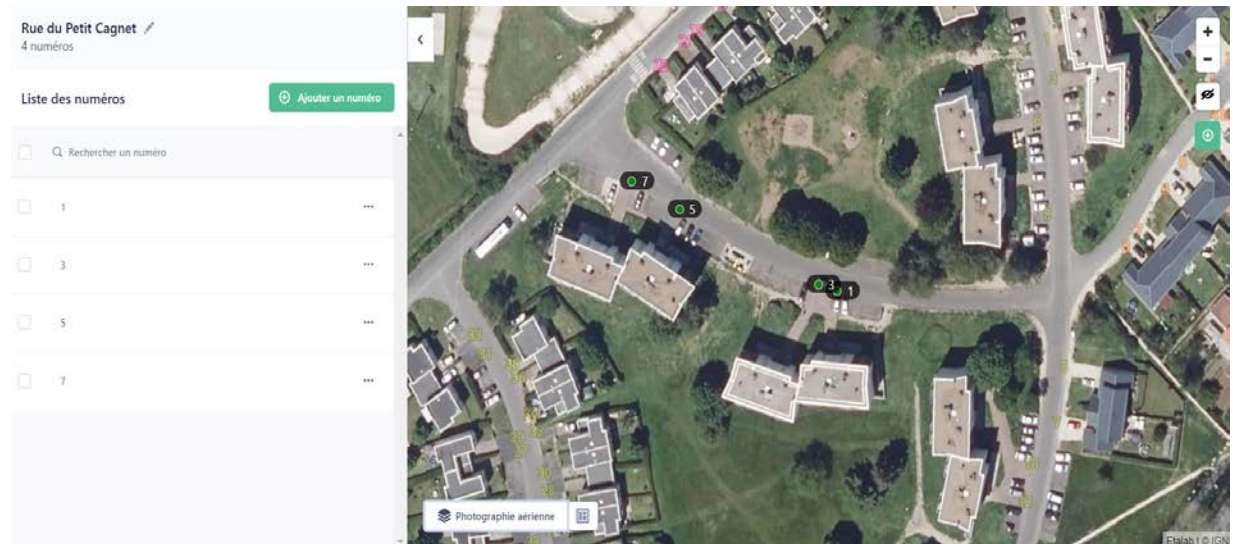 Rue du Petit Cagnet
4 numéros
Liste des numéros
Ajouter un numéro
Rechercher un numéro
1
3
5
7
7
5
3
1
Photographie aérienne
Etalab | © IGN